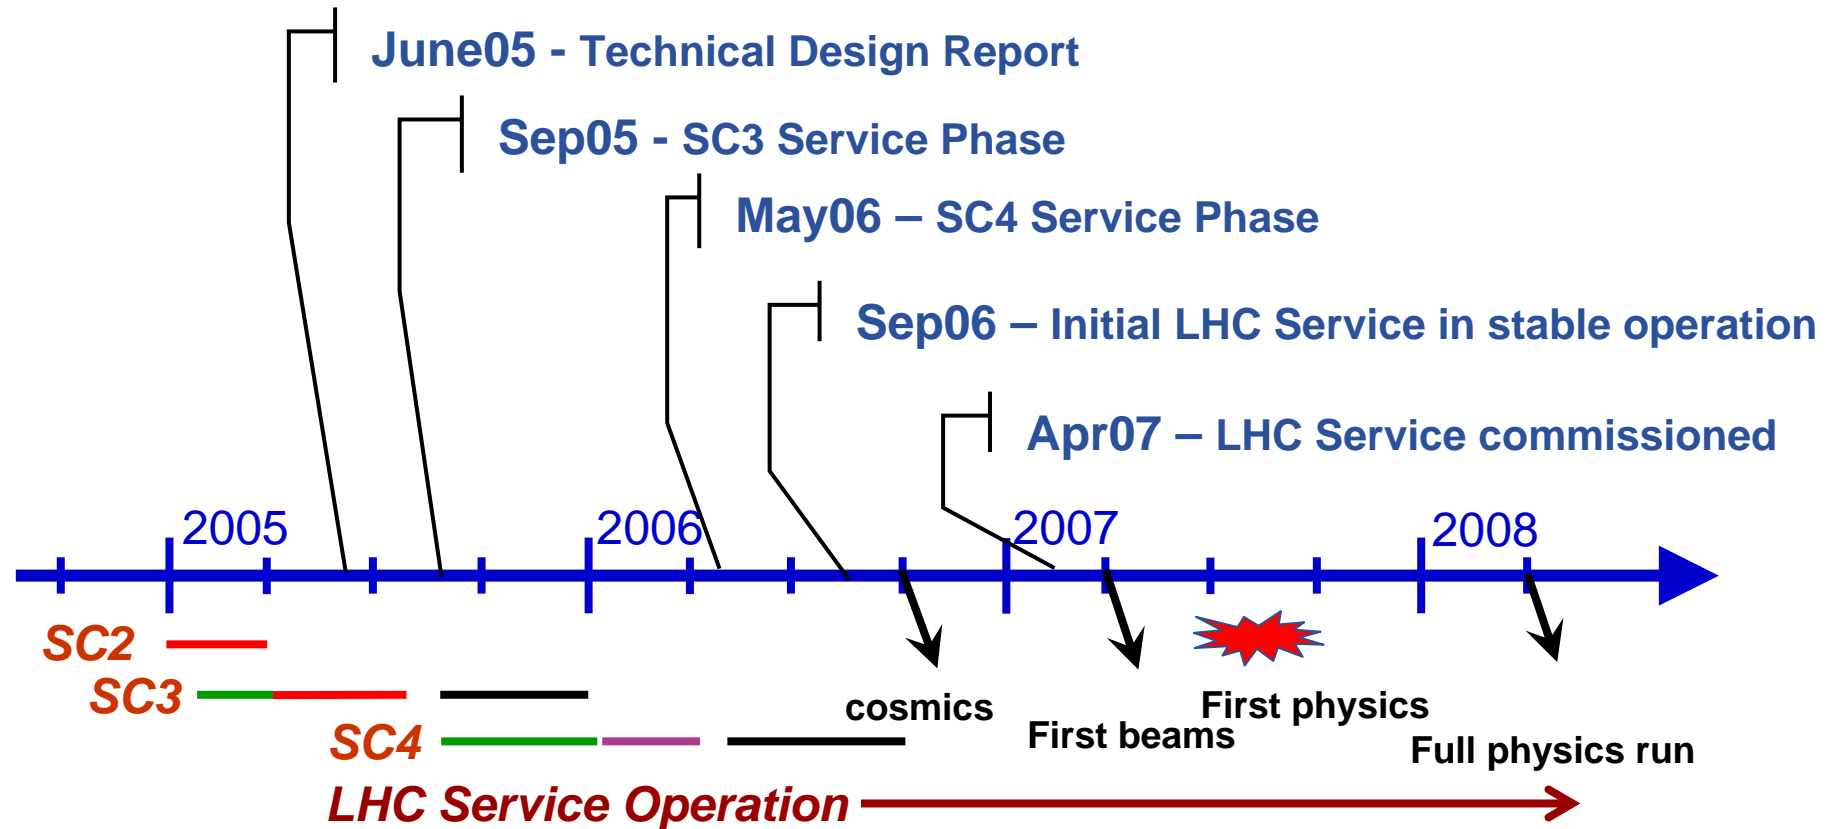 June05 - Technical Design Report
Sep05 - SC3 Service Phase
May06 – SC4 Service Phase
Sep06 – Initial LHC Service in stable operation
Apr07 – LHC Service commissioned
2005
2006
2007
2008
SC2
SC3
SC4
cosmics
First beams
First physics
Full physics run
LHC Service Operation